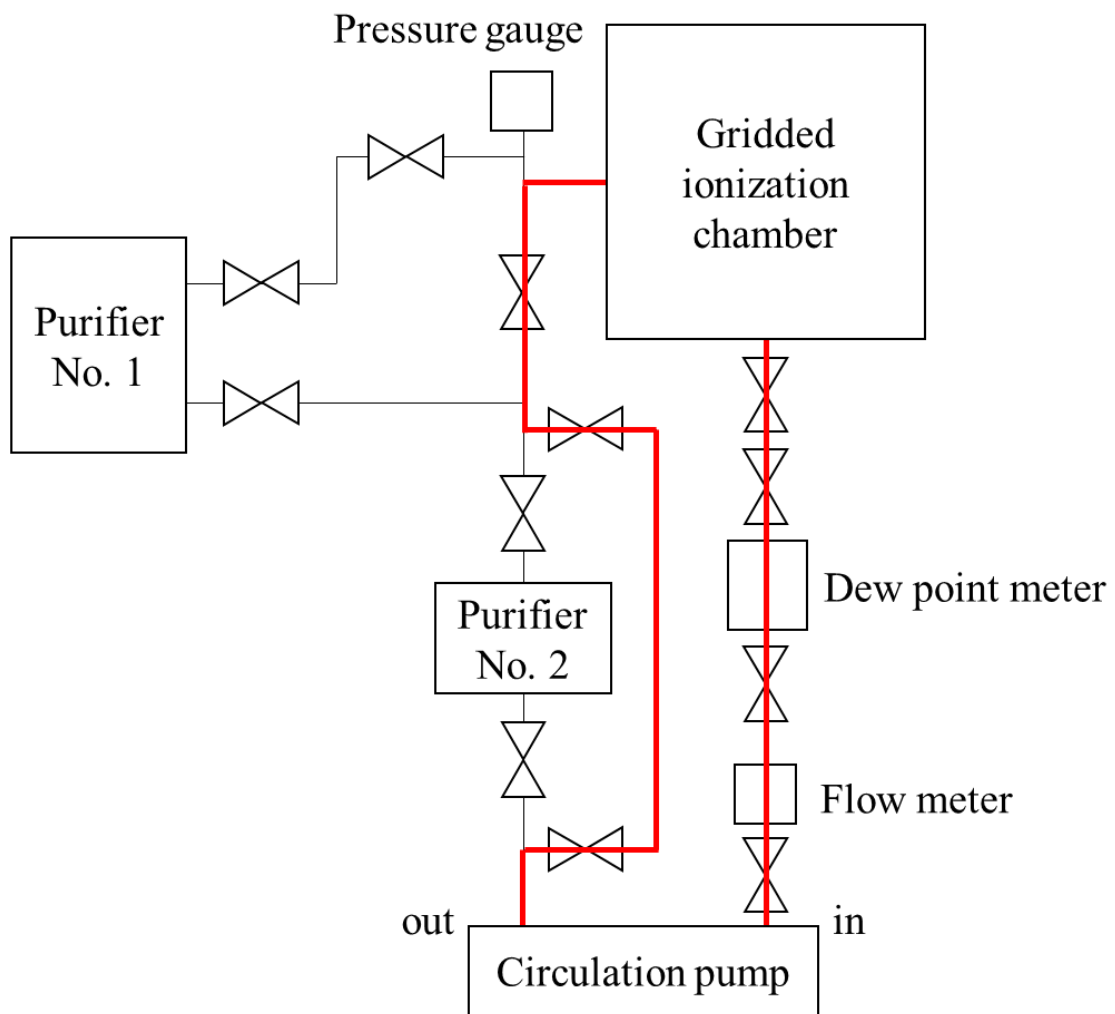 Pressure gauge
Gridded
ionization
chamber
Purifier
No. 1
Purifier
No. 2
Dew point meter
Flow meter
out
in
Circulation pump